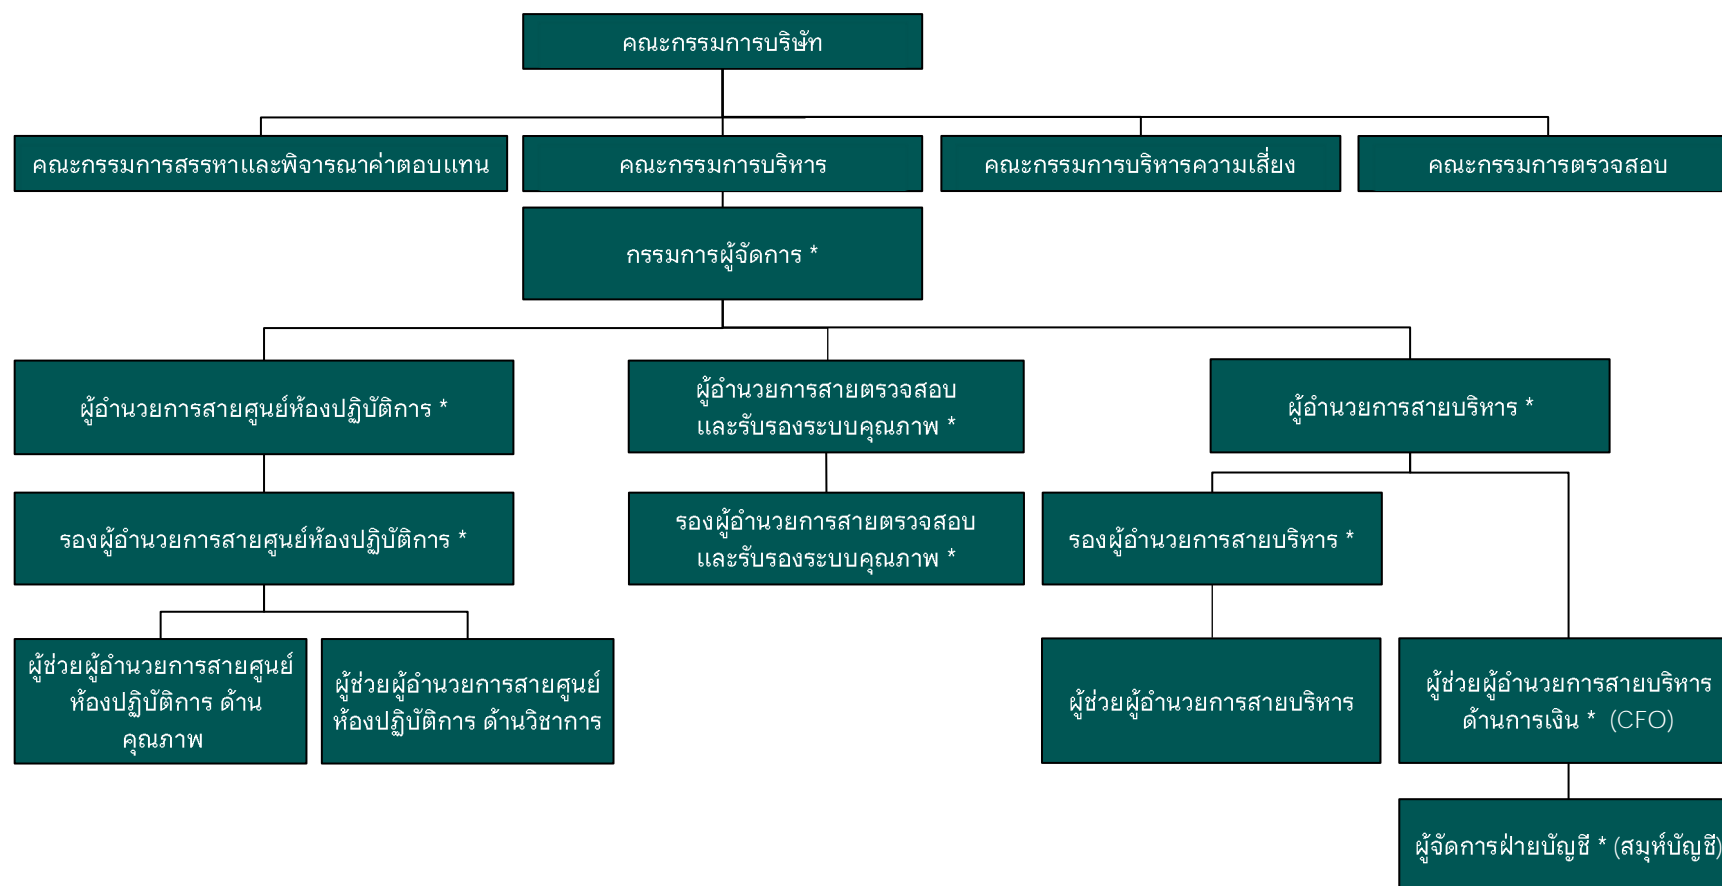 คณะกรรมการบริษัท
คณะกรรมการสรรหาและพิจารณาค่าตอบแทน
คณะกรรมการบริหาร
คณะกรรมการบริหารความเสี่ยง
คณะกรรมการตรวจสอบ
กรรมการผู้จัดการ *
ผู้อำนวยการสายศูนย์ห้องปฏิบัติการ *
ผู้อำนวยการสายตรวจสอบ
และรับรองระบบคุณภาพ *
ผู้อำนวยการสายบริหาร *
รองผู้อำนวยการสายศูนย์ห้องปฏิบัติการ *
รองผู้อำนวยการสายตรวจสอบ
และรับรองระบบคุณภาพ *
รองผู้อำนวยการสายบริหาร *
ผู้ช่วยผู้อำนวยการสายศูนย์
ห้องปฏิบัติการ ด้าน
คุณภาพ
ผู้ช่วยผู้อำนวยการสายศูนย์
ห้องปฏิบัติการ ด้านวิชาการ
ผู้ช่วยผู้อำนวยการสายบริหาร
ผู้ช่วยผู้อำนวยการสายบริหาร
ด้านการเงิน * (CFO)
ผู้จัดการฝ่ายบัญชี * (สมุห์บัญชี)